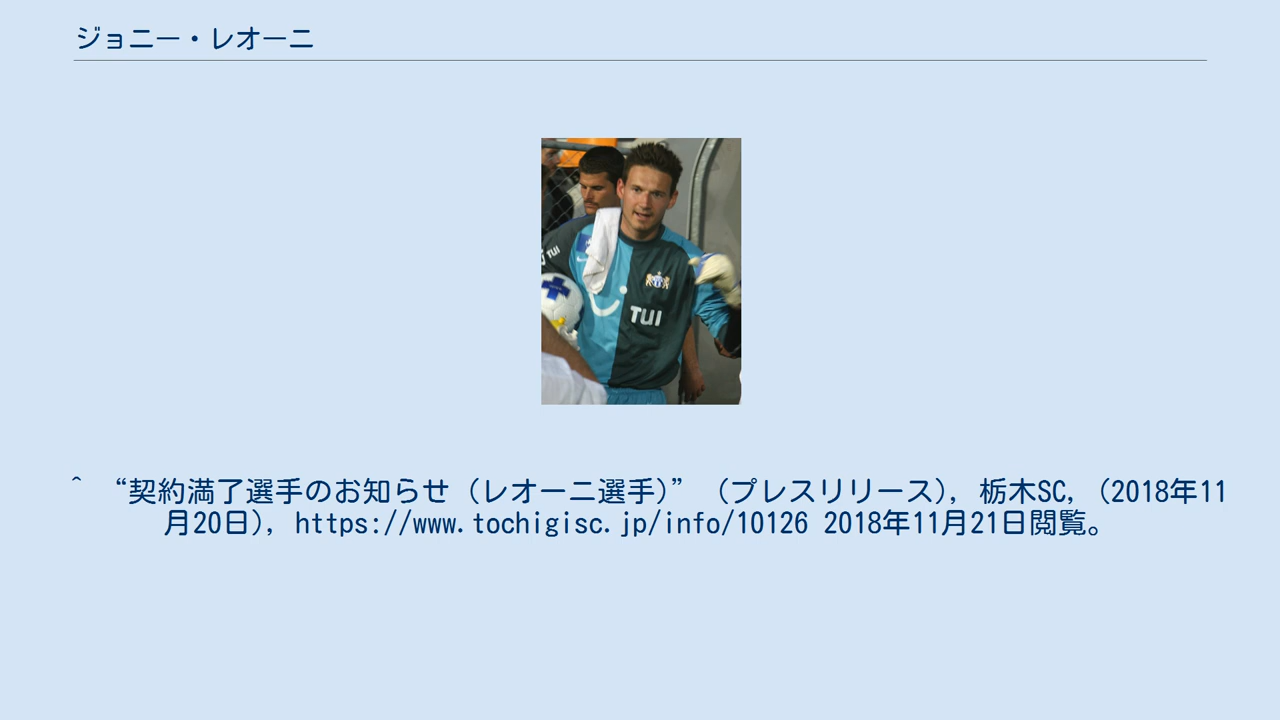 ジョニー・レオーニ
TUI
TUI
^ “契約満了選手のお知らせ（レオーニ選手）” (プレスリリース), 栃木SC, (2018年11
月20日), https://www.tochigisc.jp/info/10126 2018年11月21日閲覧。